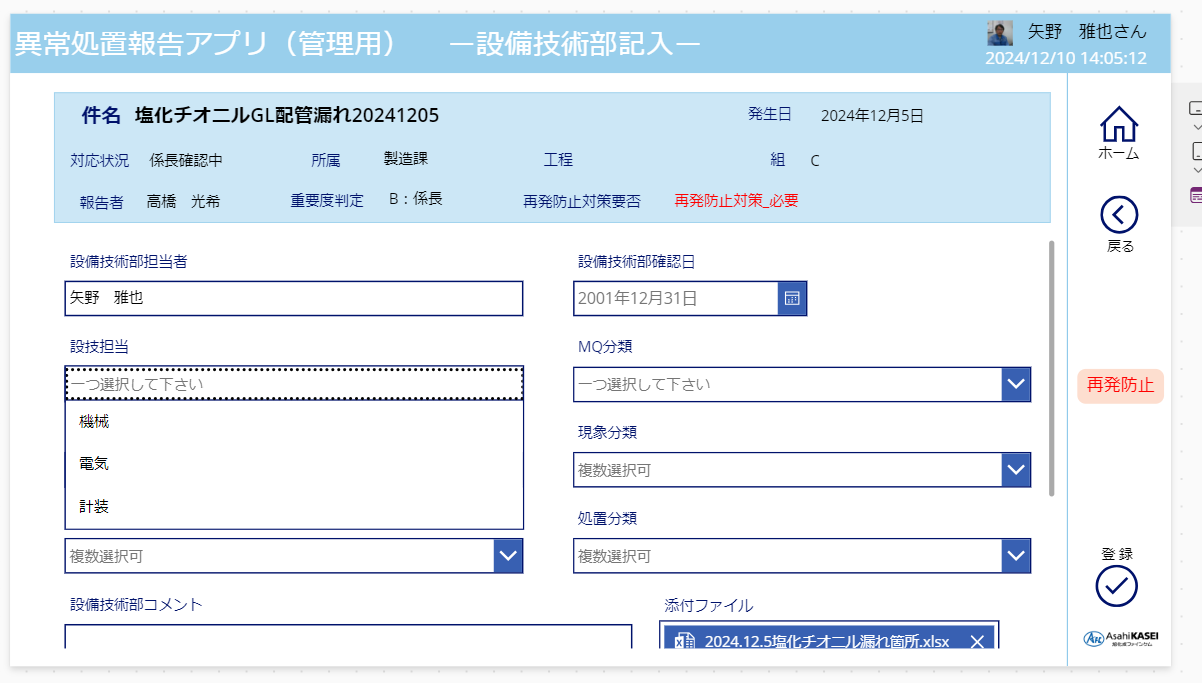 異常処置報告アプリ（管理用）　―設備技術部記入―
矢野　雅也さん
2024/12/10 14:05:12
件名 塩化チオニルGL配管漏れ20241205
発生日 2024年12月5日
対応状況 係長確認中 所属 製造課 工程 組 C
報告者 高橋　光希 重要度判定 B：係長 再発防止対策要否 再発防止対策_必要
ホーム
戻る
設備技術部担当者
矢野　雅也
設備技術部確認日
2001年12月31日
設技担当
一つ選択して下さい
機械
電気
計装
複数選択可
MQ分類
一つ選択して下さい
現象分類
複数選択可
処置分類
複数選択可
再発防止
設備技術部コメント
添付ファイル
2024.12.5塩化チオニル漏れ箇所.xlsx
登録
AsahiKASEI
旭化成ファインケム